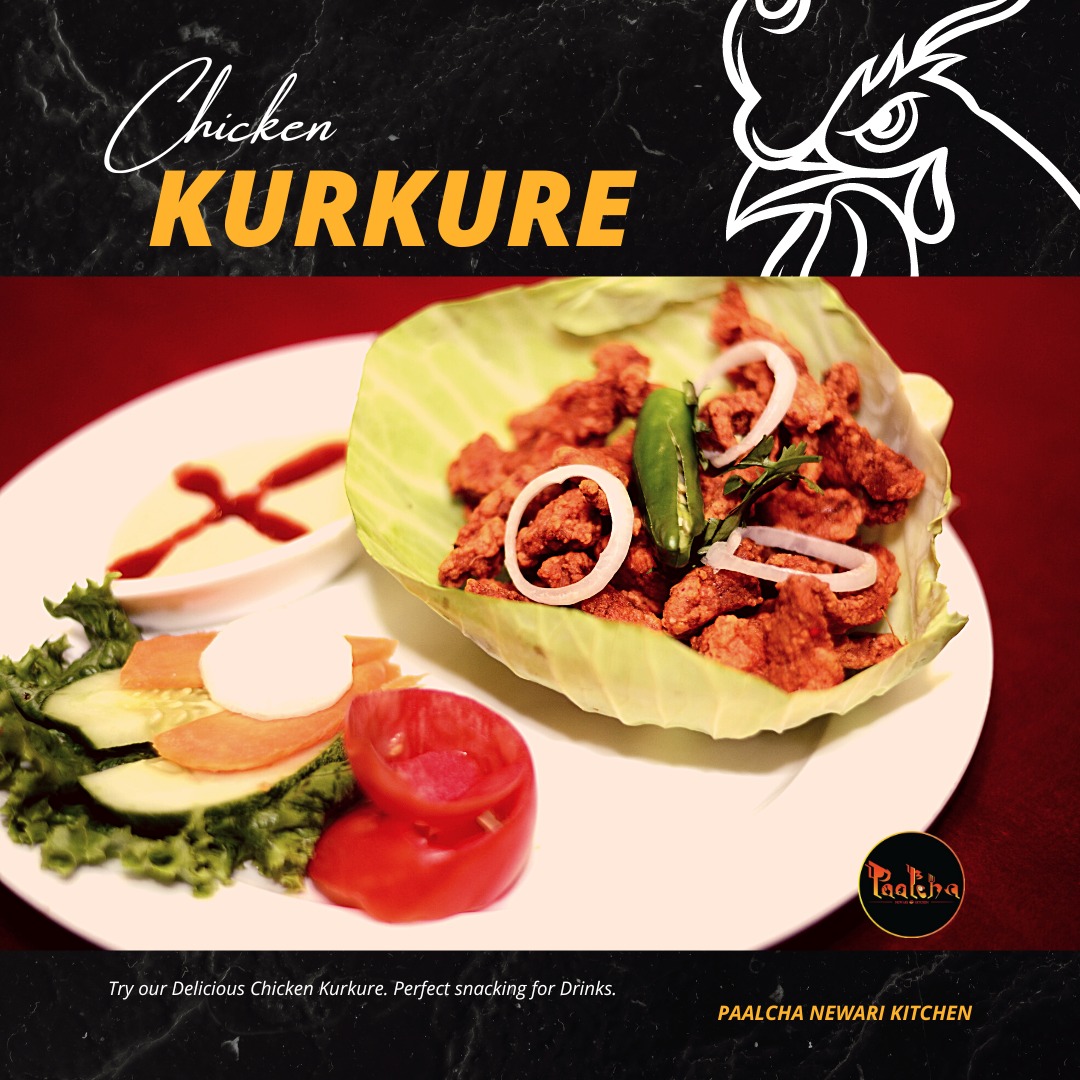 Chicken
KURKURE
Paalcha
Try our Delicious Chicken Kurkure. Perfect snacking for Drinks.
PAALCHA NEWARI KITCHEN